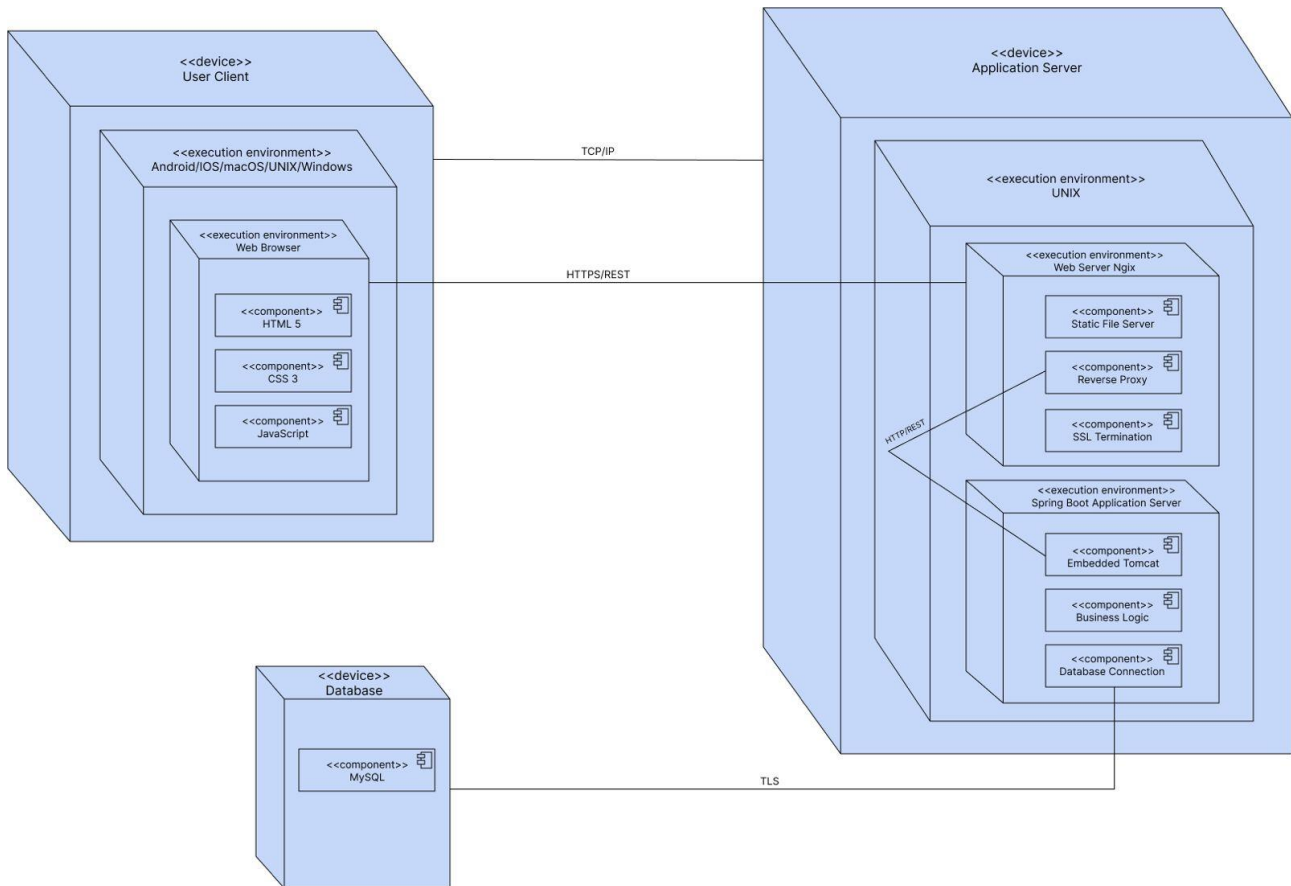 <<device>>
User Client
<<execution environment>>
Android/IOS/macOS/UNIX/Windows
<<execution environment>>
Web Browser
<<component>>
HTML 5
<<component>>
CSS 3
<<component>>
JavaScript
TCP/IP
HTTPS/REST
<<device>>
Application Server
<<execution environment>>
UNIX
<<execution environment>>
Web Server Ngix
<<component>>
Static File Server
<<component>>
Reverse Proxy
<<component>>
SSL Termination
HTTP/REST
<<execution environment>>
Spring Boot Application Server
<<component>>
Embedded Tomcat
<<component>>
Business Logic
<<component>>
Database Connection
<<device>>
Database
<<component>>
MySQL
TLS